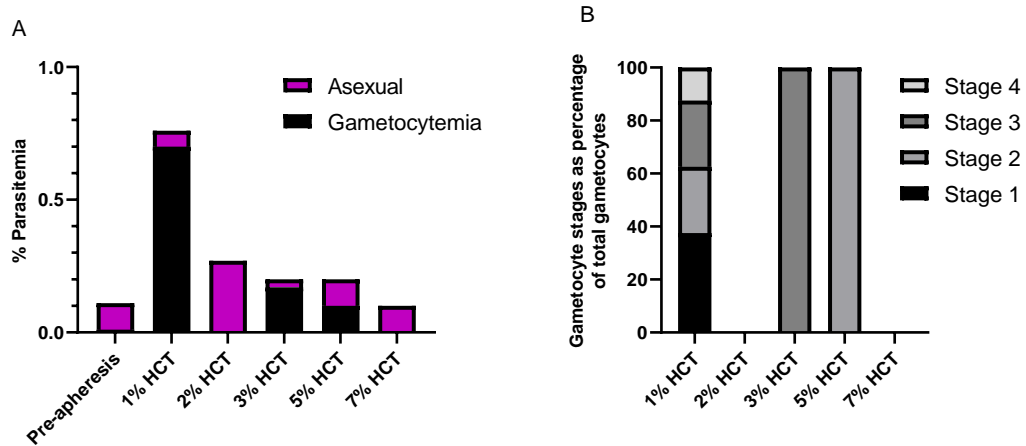 A
% Parasitemia
1.0
0.5
0.0
Asexual
Gametocytemia
Pre-apheresis
1% HCT
2% HCT
3% HCT
5% HCT
7% HCT
B
Gametocyte stages as percentage
of total gametocytes
100
80
60
40
20
0
Stage 4
Stage 3
Stage 2
Stage 1
1% HCT
2% HCT
3% HCT
5% HCT
7% HCT